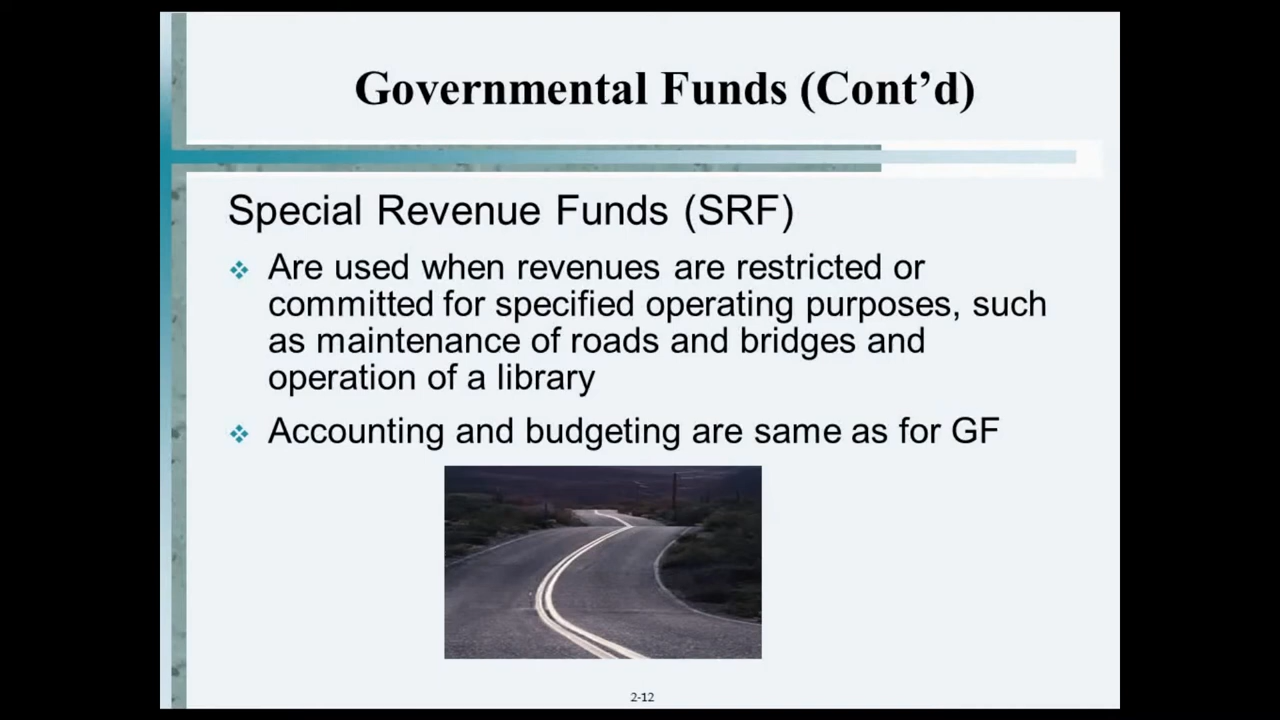 Governmental Funds (Cont’d)
Special Revenue Funds (SRF)
Are used when revenues are restricted or
committed for specified operating purposes, such
as maintenance of roads and bridges and
operation of a library
Accounting and budgeting are same as for GF
2-12